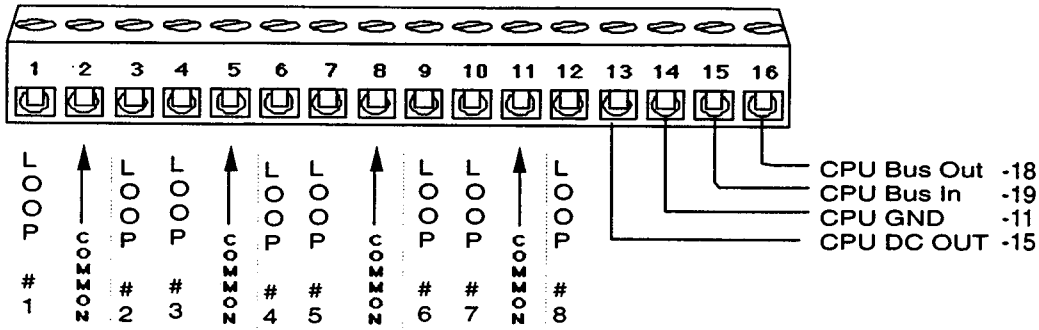 1 2 3 4 5 6 7 8 9 10 11 12 13 14 15 16
LOOP #1
COMMON
LOOP #2
LOOP #3
COMMON
LOOP #4
LOOP #5
COMMON
LOOP #6
LOOP #7
COMMON
LOOP #8
CPU Bus Out -18
CPU Bus In -19
CPU GND -11
CPU DC OUT -15